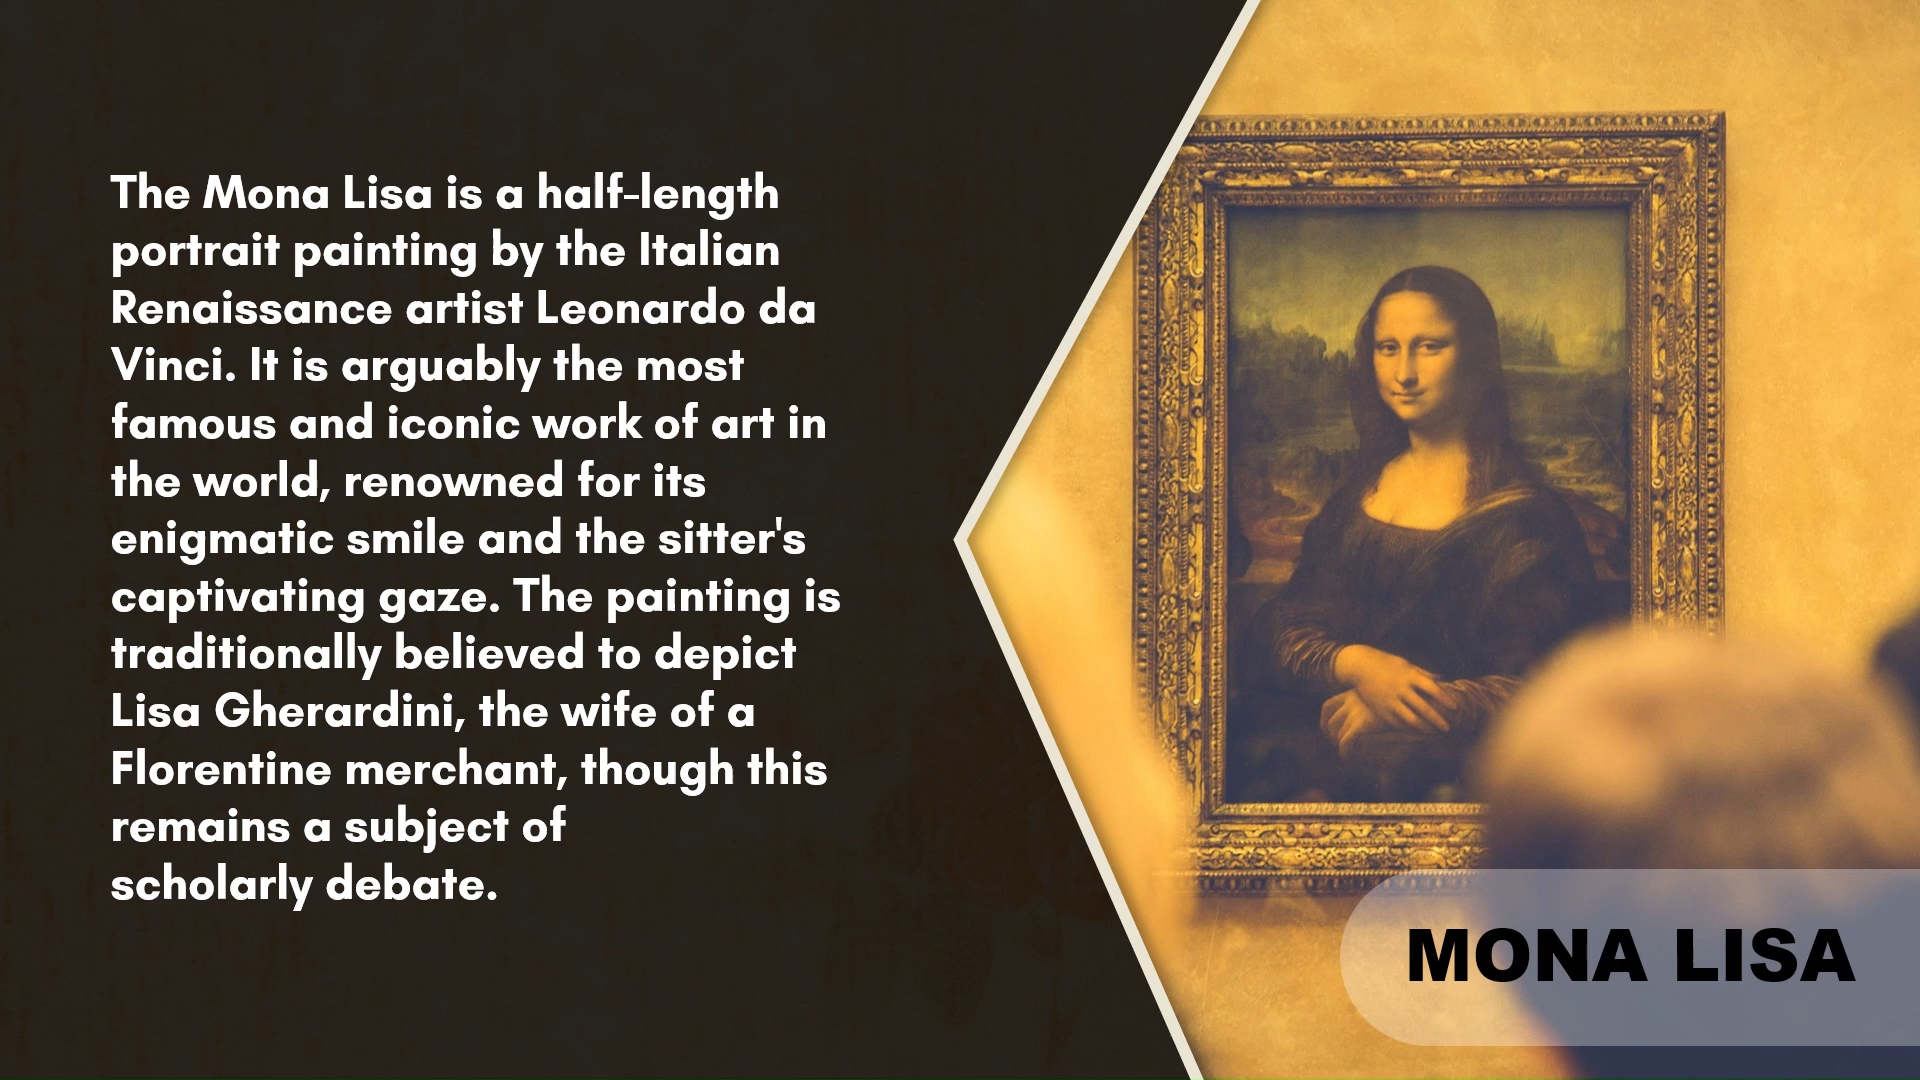 The Mona Lisa is a half-length
portrait painting by the Italian
Renaissance artist Leonardo da
Vinci. It is arguably the most
famous and iconic work of art in
the world, renowned for its
enigmatic smile and the sitter's
captivating gaze. The painting is
traditionally believed to depict
Lisa Gherardini, the wife of a
Florentine merchant, though this
remains a subject of
scholarly debate.
MONA LISA